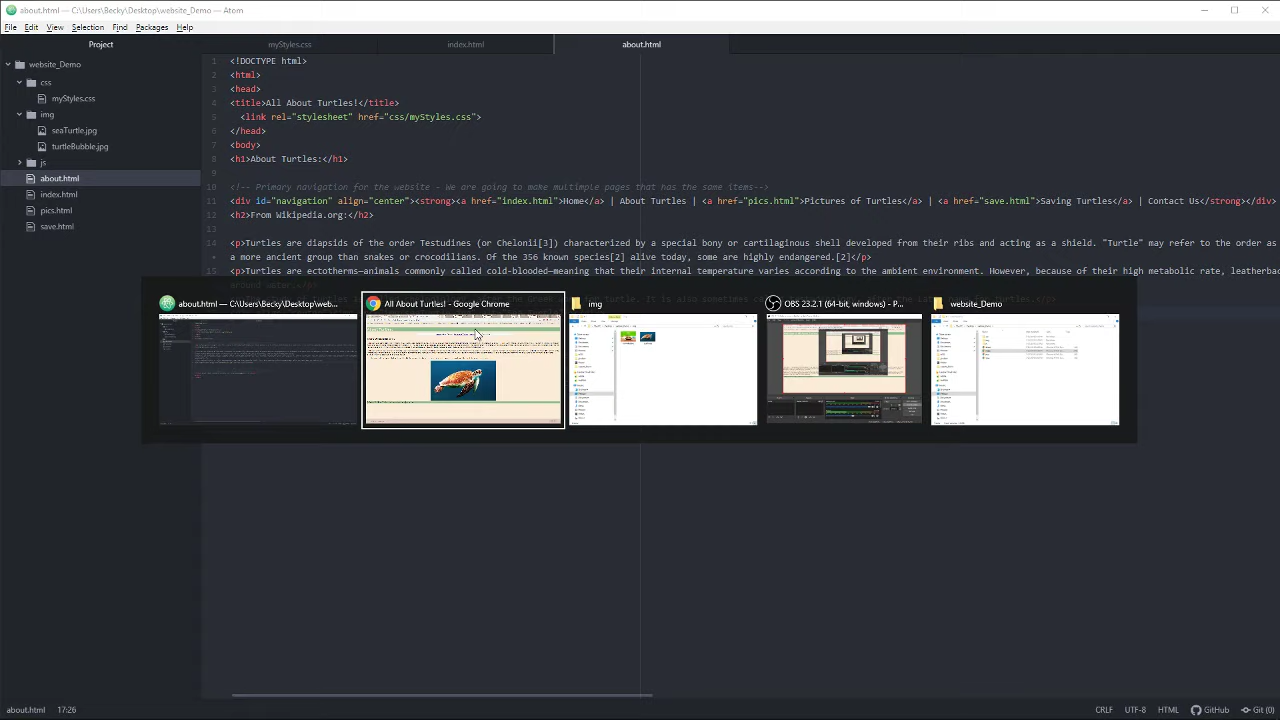 about.html — C:\Users\Becky\Desktop\website_Demo — Atom
File Edit View Selection Find Packages Help
Project
myStyles.css
index.html
about.html
website_Demo
css
myStyles.css
img
seaTurtle.jpg
turtleBubble.jpg
js
about.html
index.html
pics.html
save.html
1 <!DOCTYPE html>
2 <html>
3 <head>
4 <title>All About Turtles!</title>
5 <link rel="stylesheet" href="css/myStyles.css">
6 </head>
7 <body>
8 <h1>About Turtles:</h1>
9
10 <!-- Primary navigation for the website - We are going to make multimple pages that has the same items-->
11 <div id="navigation" align="center"><strong><a href="index.html">Home</a> | About Turtles | <a href="pics.html">Pictures of Turtles</a> | <a href="save.html">Saving Turtles</a> | Contact Us</strong></div>
12 <h2>From Wikipedia.org:</h2>
13
14 <p>Turtles are diapsids of the order Testudines (or Chelonii[3]) characterized by a special bony or cartilaginous shell developed from their ribs and acting as a shield. "Turtle" may refer to the order as
• a more ancient group than snakes or crocodilians. Of the 356 known species[2] alive today, some are highly endangered.[2]</p>
15 <p>Turtles are ectotherms—animals commonly called cold-blooded—meaning that their internal temperature varies according to the ambient environment. However, because of their high metabolic rate, leatherba
around water.</p>
about.html — C:\Users\Becky\Desktop\web...
All About Turtles! - Google Chrome
img
OBS 23.2.1 (64-bit, windows) - P...
website_Demo
about.html 17:26
CRLF UTF-8 HTML GitHub Git (0)